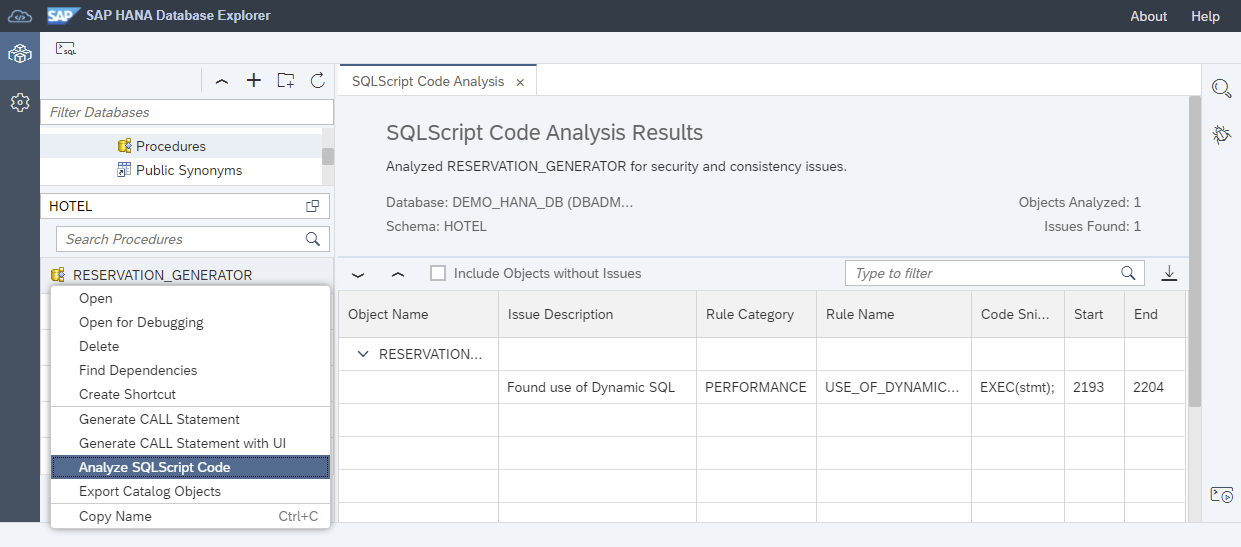 SAP SAP HANA Database Explorer About Help
SQL
Filter Databases
Procedures
Public Synonyms
HOTEL
Search Procedures
RESERVATION_GENERATOR
Open
Open for Debugging
Delete
Find Dependencies
Create Shortcut
Generate CALL Statement
Generate CALL Statement with UI
Analyze SQLScript Code
Export Catalog Objects
Copy Name Ctrl+C
SQLScript Code Analysis
SQLScript Code Analysis Results
Analyzed RESERVATION_GENERATOR for security and consistency issues.
Database: DEMO_HANA_DB (DBADM... Objects Analyzed: 1
Schema: HOTEL Issues Found: 1
Include Objects without Issues Type to filter
Object Name Issue Description Rule Category Rule Name Code Sni... Start End
RESERVATION...
Found use of Dynamic SQL PERFORMANCE USE_OF_DYNAMIC... EXEC(stmt); 2193 2204